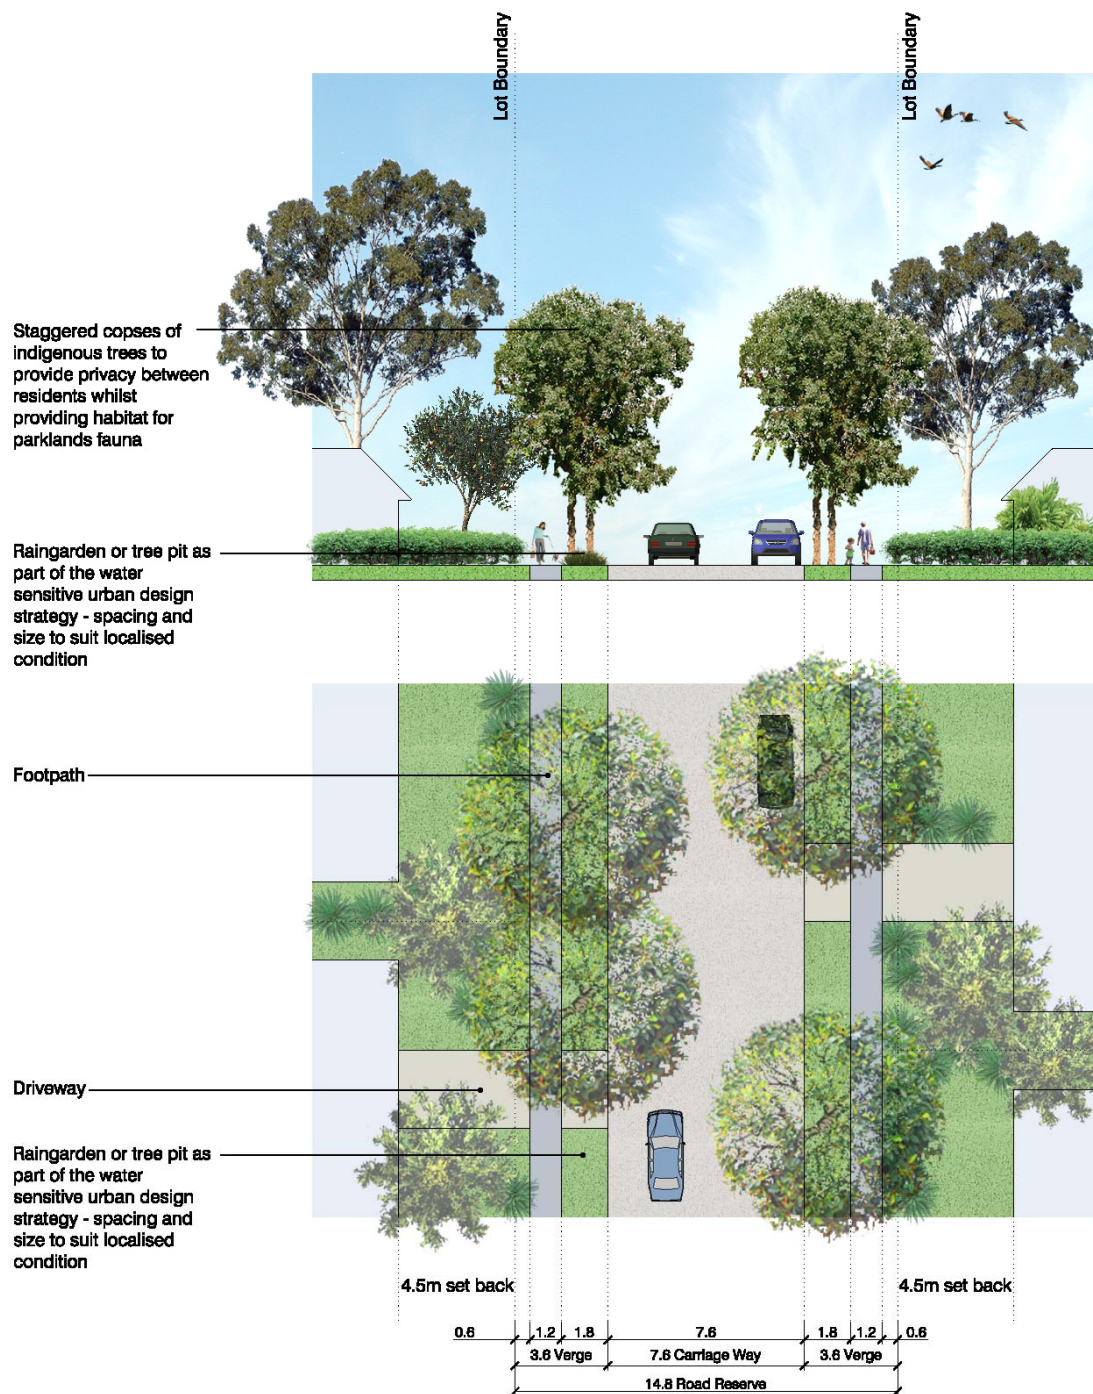 Lot Boundary
Lot Boundary
Staggered copses of
indigenous trees to
provide privacy between
residents whilst
providing habitat for
parklands fauna
Raingarden or tree pit as
part of the water
sensitive urban design
strategy - spacing and
size to suit localised
condition
Footpath
Driveway
Raingarden or tree pit as
part of the water
sensitive urban design
strategy - spacing and
size to suit localised
condition
4.5m set back
4.5m set back
0.6 1.2 1.8 7.6 1.8 1.2 0.6
3.6 Verge 7.6 Carriage Way 3.6 Verge
14.8 Road Reserve